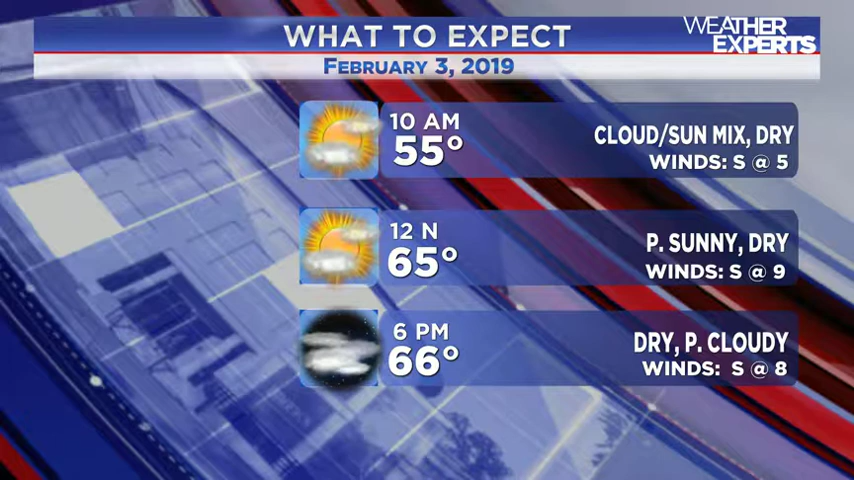 WHAT TO EXPECT
WEATHER
EXPERTS
FEBRUARY 3, 2019
10 AM
55°
CLOUD/SUN MIX, DRY
WINDS: S @ 5
12 N
65°
P. SUNNY, DRY
WINDS: S @ 9
6 PM
66°
DRY, P. CLOUDY
WINDS: S @ 8